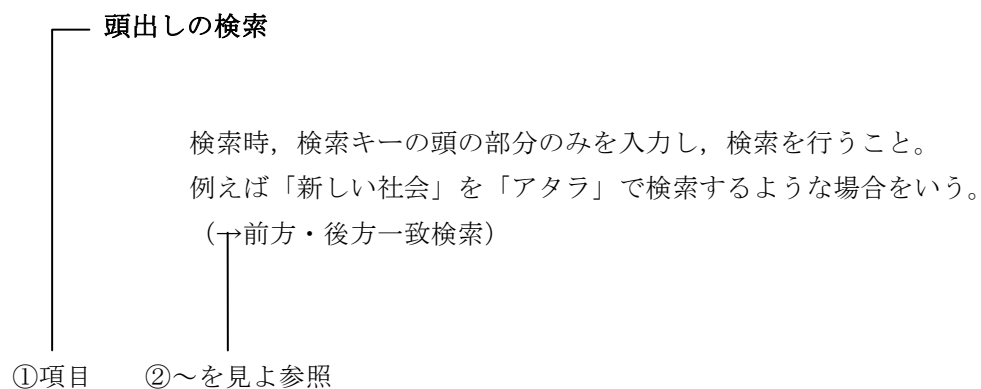 頭出しの検索
検索時，検索キーの頭の部分のみを入力し，検索を行うこと。
例えば「新しい社会」を「アタラ」で検索するような場合をいう。
（→前方・後方一致検索）
①項目　　②～を見よ参照